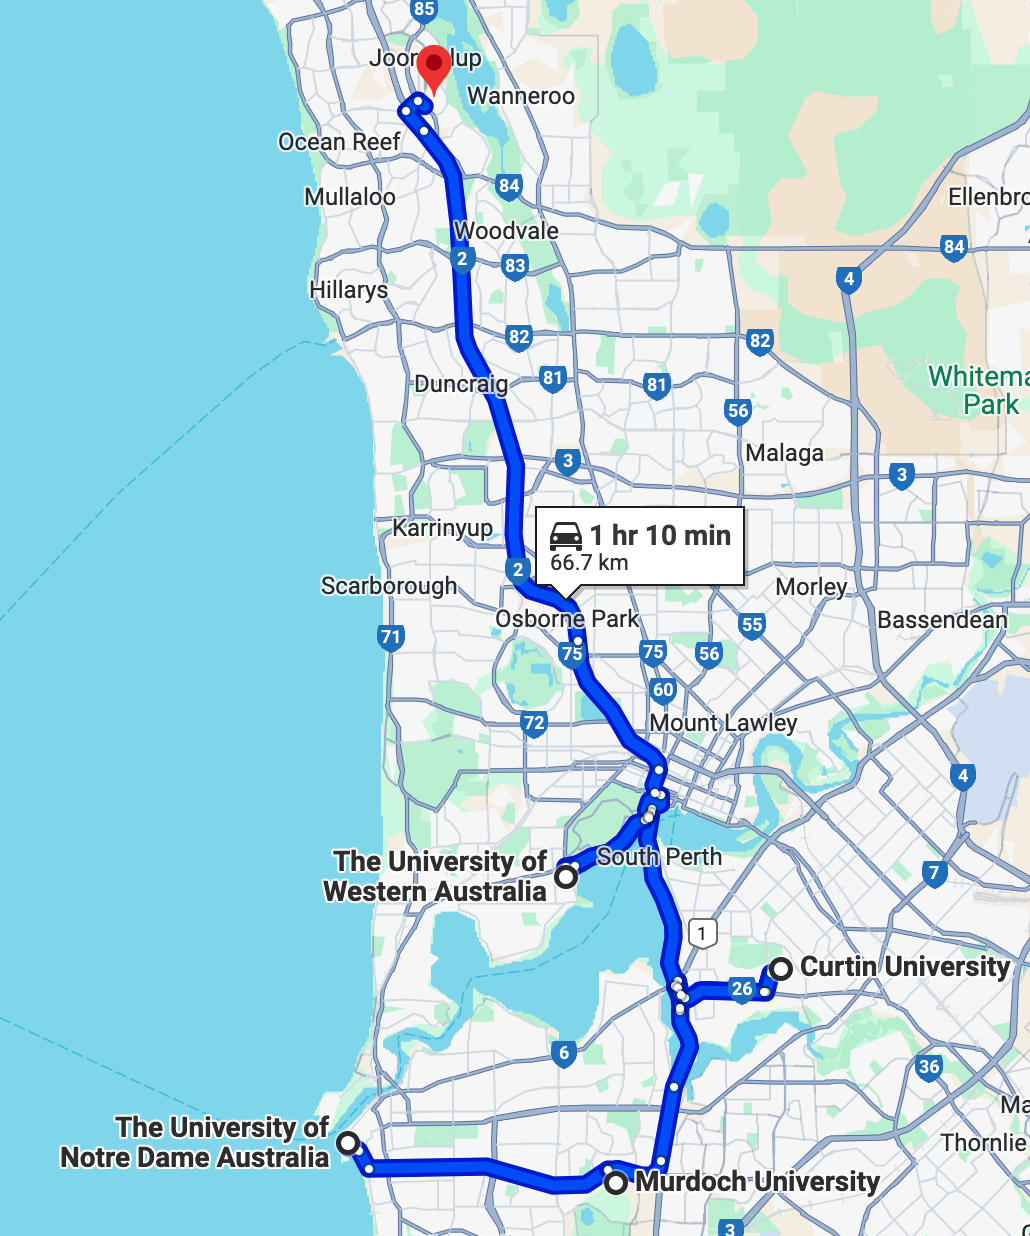 85
Joon
lup
Wanneroo
Ocean Reef
84
Mullaloo
Ellenbro
Woodvale
84
2
83
4
Hillarys
82
82
Duncraig
81
81
Whitema
Park
56
Malaga
3
3
Karrinyup
1 hr 10 min
66.7 km
2
Scarborough
Morley
Osborne Park
Bassendean
71
55
75
75
56
60
72
Mount Lawley
4
The University of
Western Australia
South Perth
7
1
Curtin University
26
6
36
Ma
The University of
Notre Dame Australia
Thornlie
Murdoch University
3